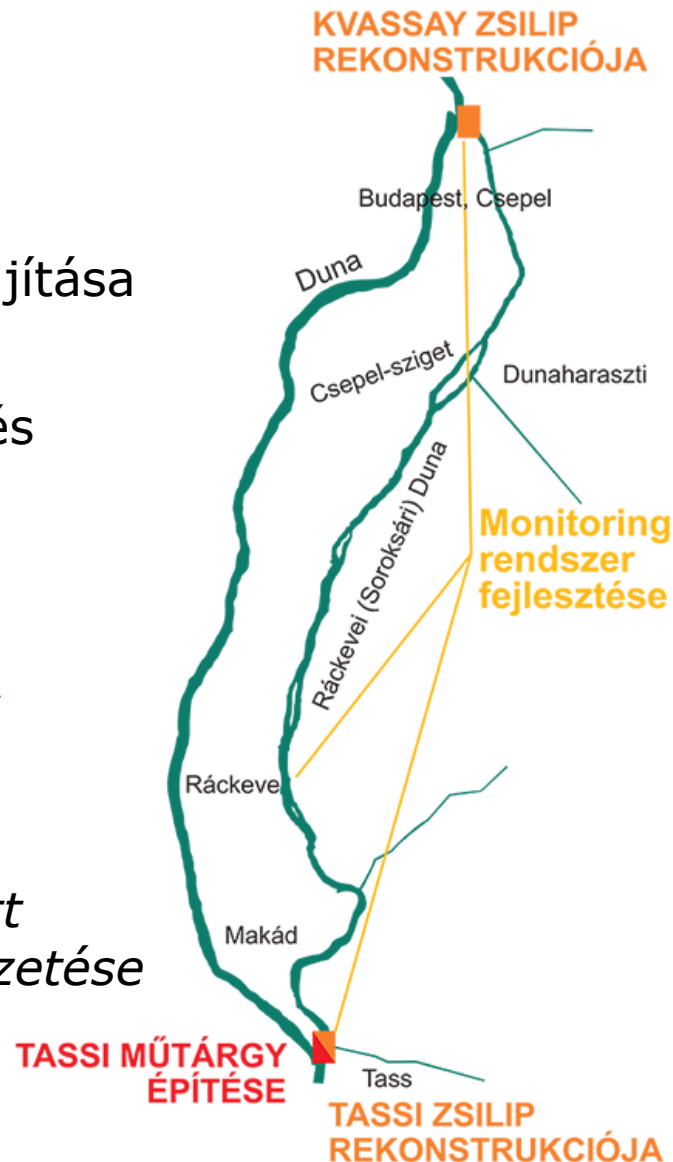 KVASSAY ZSILIP
REKONSTRUKCIÓJA
Budapest, Csepel
jítása
Duna
Csepel-sziget
Dunaharaszti
és
Ráckevei (Soroksári) Duna
Monitoring
rendszer
fejlesztése
Ráckeve
tt
Makád
zetése
TASSI MŰTÁRGY
ÉPÍTÉSE
Tass
TASSI ZSILIP
REKONSTRUKCIÓJA